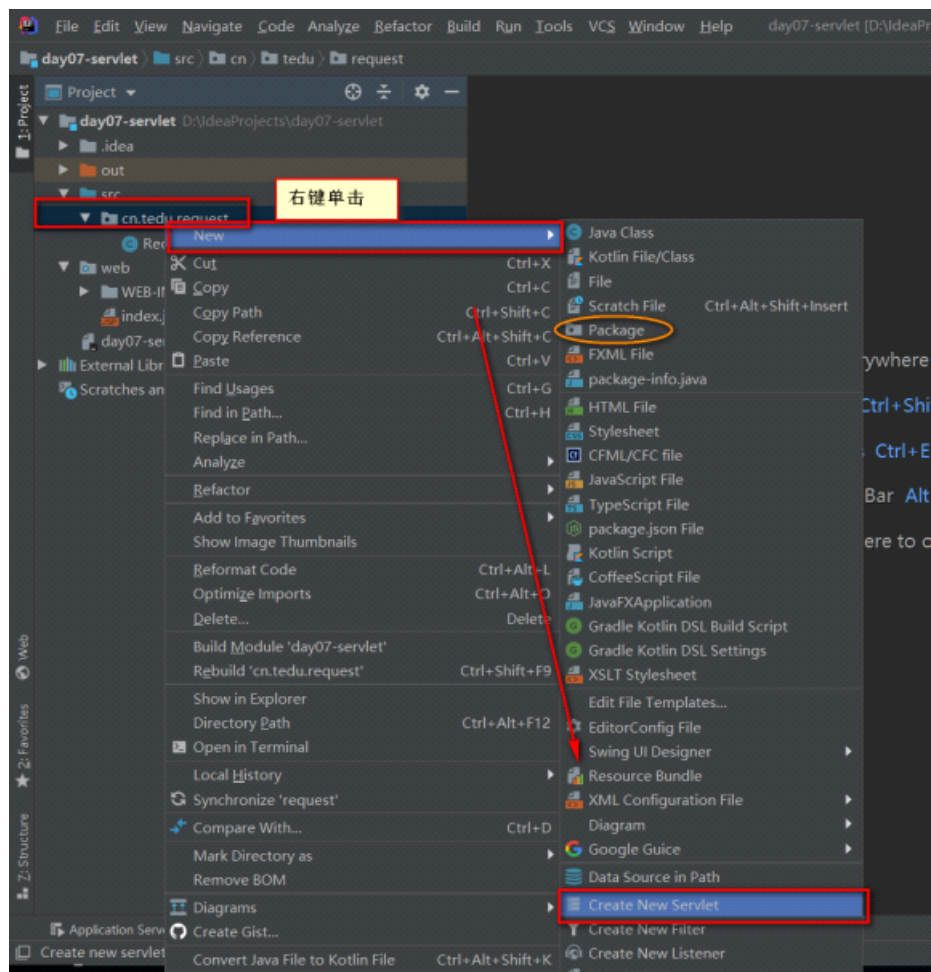 File Edit View Navigate Code Analyze Refactor Build Run Tools VCS Window Help day07-servlet [D:\IdeaPr
day07-servlet src cn tedu request
1: Project
Project
day07-servlet D:\IdeaProjects\day07-servlet
.idea
out
src
右键单击
cn.tedu.request
Rec
web
WEB-IN
index.j
day07-se
External Libr
Scratches an
New
Cut Ctrl+X
Copy Ctrl+C
Copy Path Ctrl+Shift+C
Copy Reference Ctrl+Alt+Shift+C
Paste Ctrl+V
Find Usages Ctrl+G
Find in Path... Ctrl+H
Replace in Path...
Analyze
Refactor
Add to Favorites
Show Image Thumbnails
Reformat Code Ctrl+Alt+L
Optimize Imports Ctrl+Alt+O
Delete... Delete
Build Module 'day07-servlet'
Rebuild 'cn.tedu.request' Ctrl+Shift+F9
Show in Explorer
Directory Path Ctrl+Alt+F12
Open in Terminal
Local History
Synchronize 'request'
Compare With... Ctrl+D
Mark Directory as
Remove BOM
Diagrams
Create Gist...
Convert Java File to Kotlin File Ctrl+Alt+Shift+K
Java Class
Kotlin File/Class
File
Scratch File Ctrl+Alt+Shift+Insert
Package
FXML File
package-info.java
HTML File
Stylesheet
CFML/CFC file
JavaScript File
TypeScript File
package.json File
Kotlin Script
CoffeeScript File
JavaFXApplication
Gradle Kotlin DSL Build Script
Gradle Kotlin DSL Settings
XSLT Stylesheet
Edit File Templates...
EditorConfig File
Swing UI Designer
Resource Bundle
XML Configuration File
Diagram
Google Guice
Data Source in Path
Create New Servlet
Create New Filter
Create New Listener
ywhere
Ctrl+Shi
Ctrl+E
Bar Alt
ere to o
Web
2: Favorites
Z: Structure
Application Serv
Create new servlet